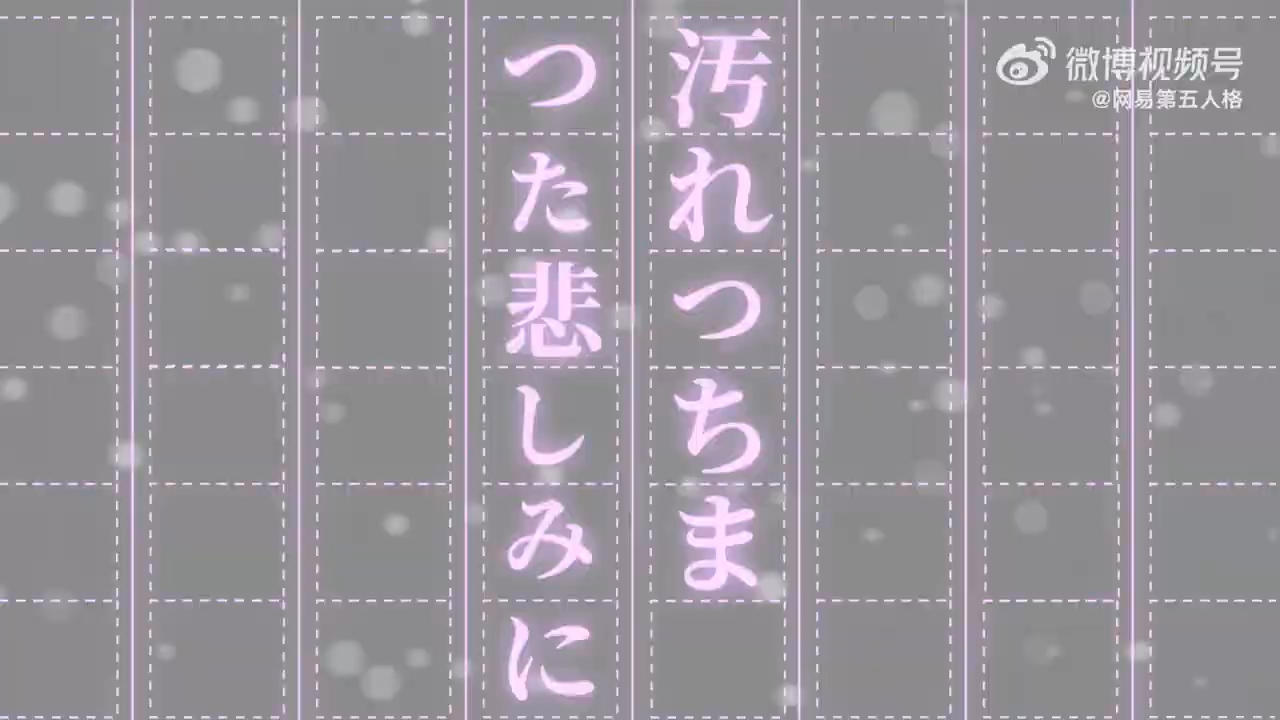 汚れっちま
つた悲しみに
微博视频号
@网易第五人格